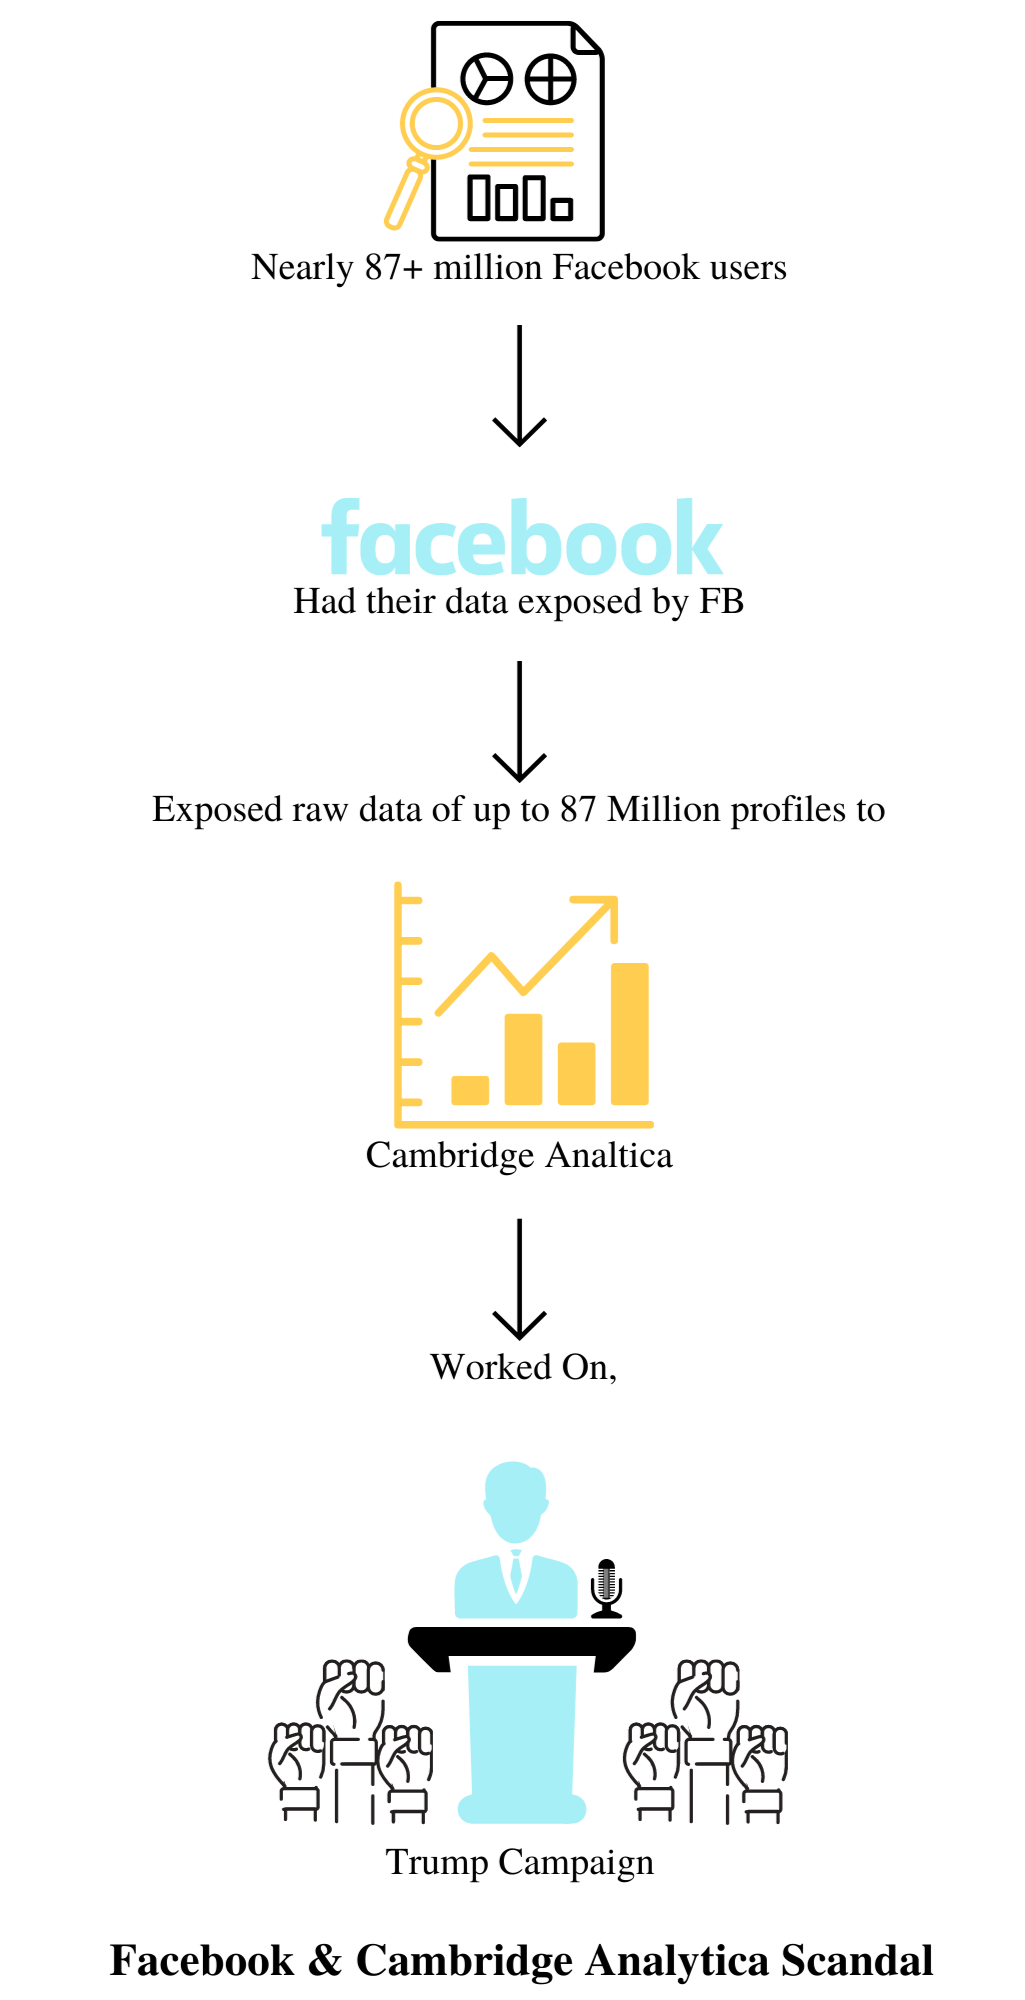 Nearly 87+ million Facebook users
facebook
Had their data exposed by FB
Exposed raw data of up to 87 Million profiles to
Cambridge Analtica
Worked On,
Trump Campaign
Facebook & Cambridge Analytica Scandal